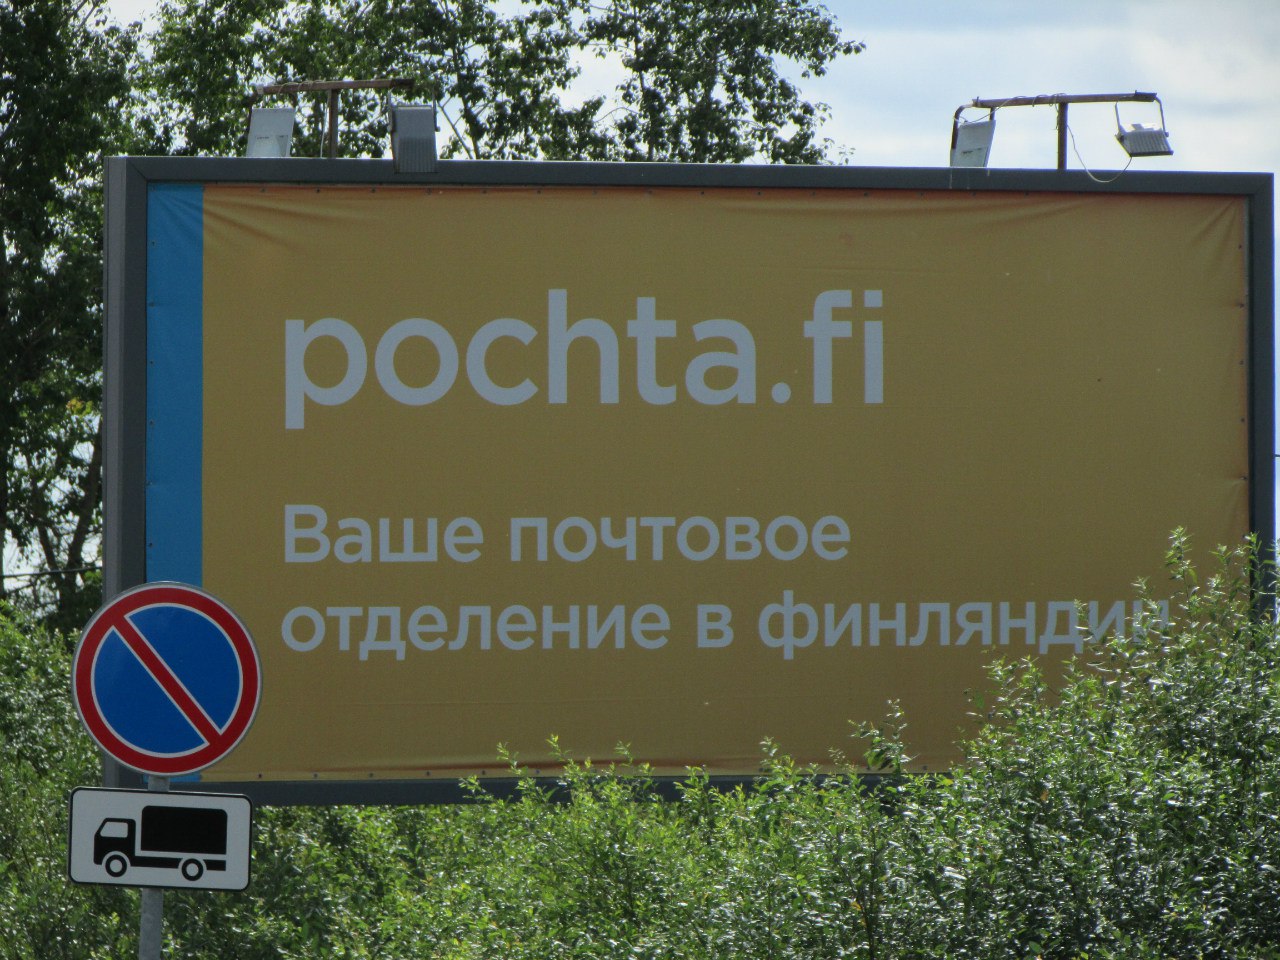 pochta.fi
Ваше почтовое
отделение в финляндии